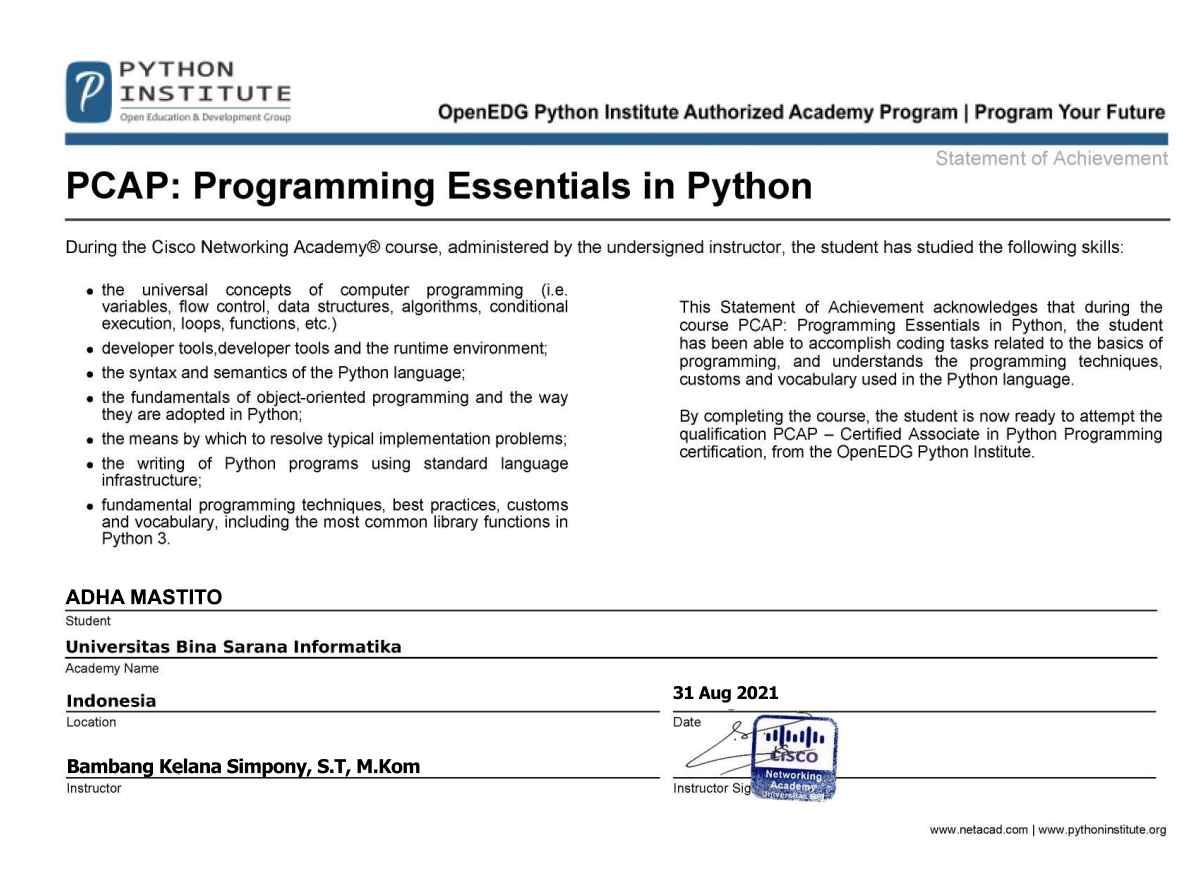 PYTHON
INSTITUTE
Open Education & Development Group
OpenEDG Python Institute Authorized Academy Program | Program Your Future
Statement of Achievement
PCAP: Programming Essentials in Python
During the Cisco Networking Academy® course, administered by the undersigned instructor, the student has studied the following skills:
• the universal concepts of computer programming (i.e.
variables, flow control, data structures, algorithms, conditional
execution, loops, functions, etc.)
• developer tools,developer tools and the runtime environment;
• the syntax and semantics of the Python language;
• the fundamentals of object-oriented programming and the way
they are adopted in Python;
• the means by which to resolve typical implementation problems;
• the writing of Python programs using standard language
infrastructure;
• fundamental programming techniques, best practices, customs
and vocabulary, including the most common library functions in
Python 3.
This Statement of Achievement acknowledges that during the
course PCAP: Programming Essentials in Python, the student
has been able to accomplish coding tasks related to the basics of
programming, and understands the programming techniques,
customs and vocabulary used in the Python language.
By completing the course, the student is now ready to attempt the
qualification PCAP – Certified Associate in Python Programming
certification, from the OpenEDG Python Institute.
ADHA MASTITO
Student
Universitas Bina Sarana Informatika
Academy Name
Indonesia
Location
31 Aug 2021
Date
Bambang Kelana Simpony, S.T, M.Kom
Instructor
Instructor Sig
CISCO
Networking
Academy
Universitas BSI
www.netacad.com | www.pythoninstitute.org